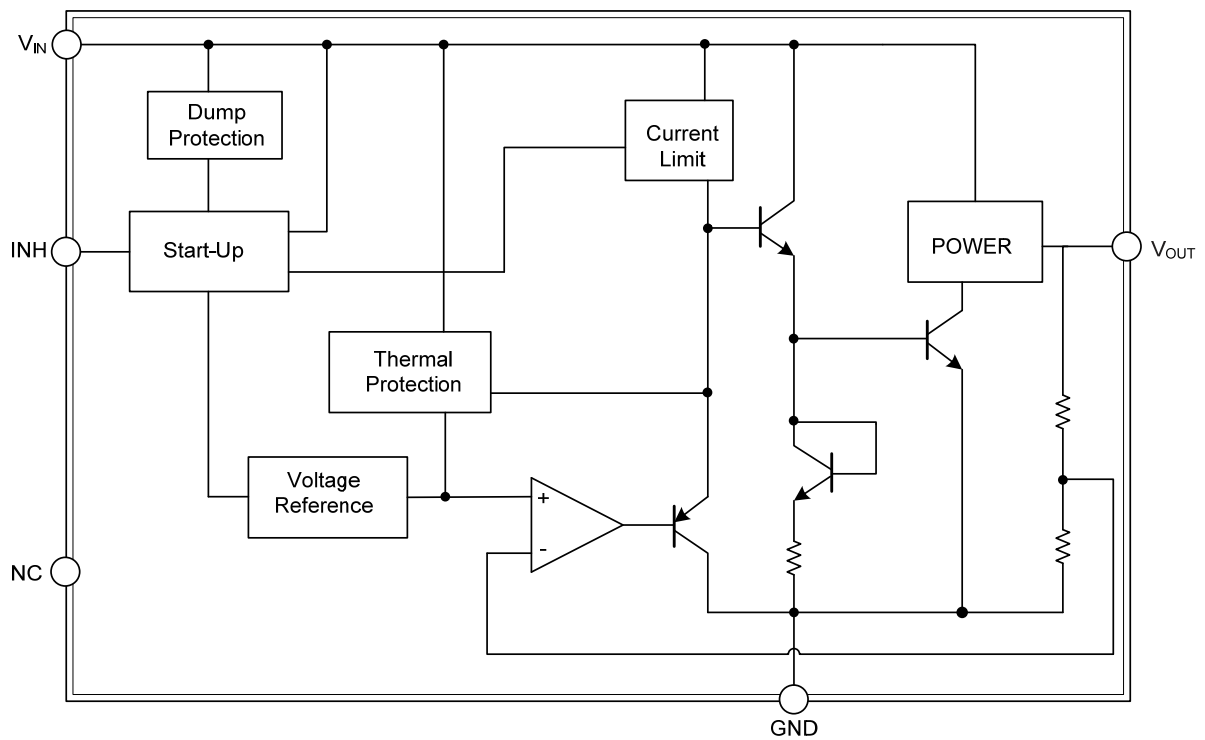 VIN
Dump
Protection
Current
Limit
INH
Start-Up
POWER
VOUT
Thermal
Protection
Voltage
Reference
+
-
NC
GND